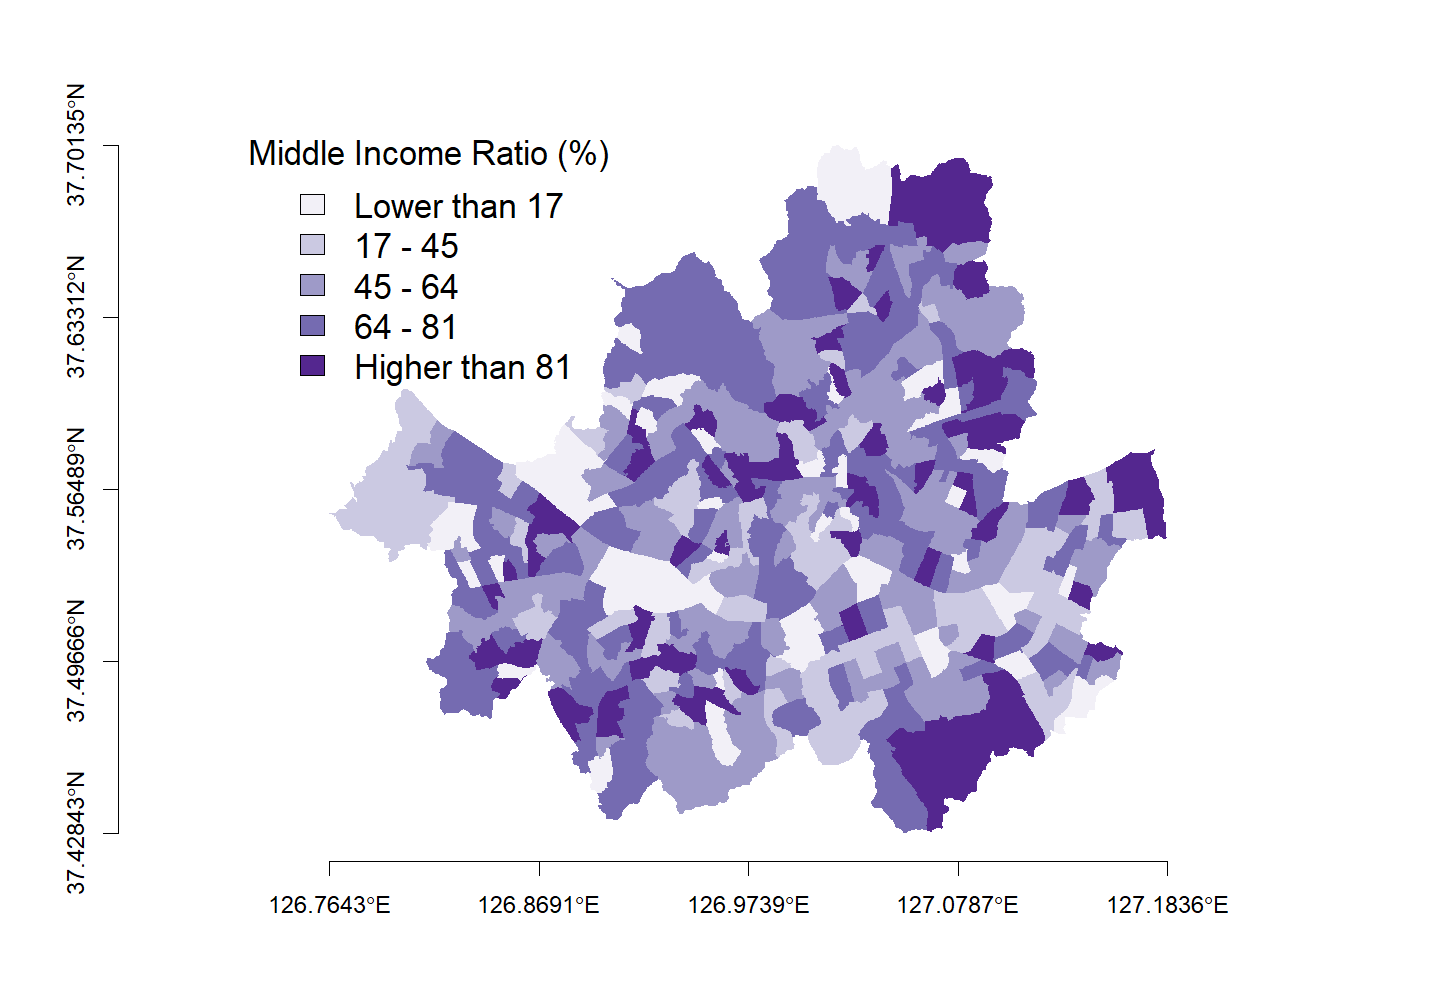 Middle Income Ratio (%)
Lower than 17
17 - 45
45 - 64
64 - 81
Higher than 81
37.70135°N
37.63312°N
37.56489°N
37.49666°N
37.42843°N
126.7643°E
126.8691°E
126.9739°E
127.0787°E
127.1836°E